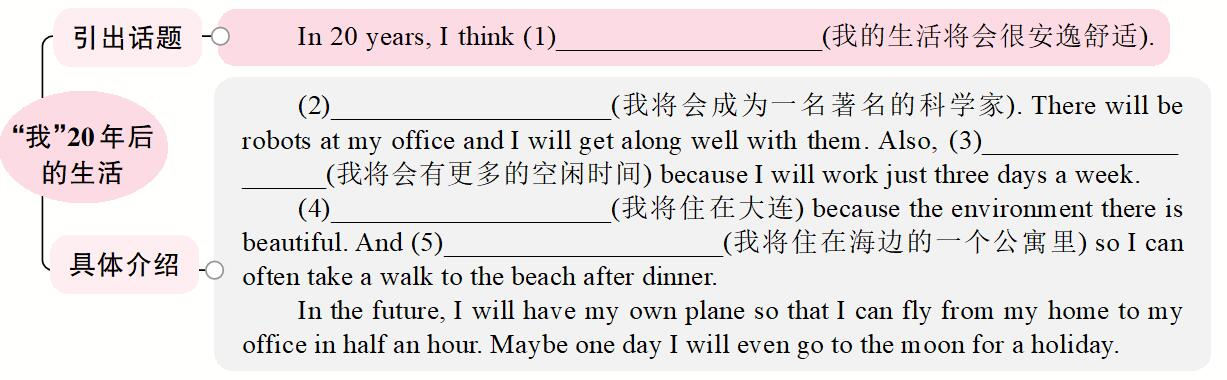 引出话题
In 20 years, I think (1)_____________________(我的生活将会很安逸舒适).
“我”20年后
的生活
具体介绍
(2)____________________(我将会成为一名著名的科学家). There will be
robots at my office and I will get along well with them. Also, (3)______________
______(我将会有更多的空闲时间) because I will work just three days a week.
(4)____________________(我将住在大连) because the environment there is
beautiful. And (5)____________________(我将住在海边的一个公寓里) so I can
often take a walk to the beach after dinner.
In the future, I will have my own plane so that I can fly from my home to my
office in half an hour. Maybe one day I will even go to the moon for a holiday.